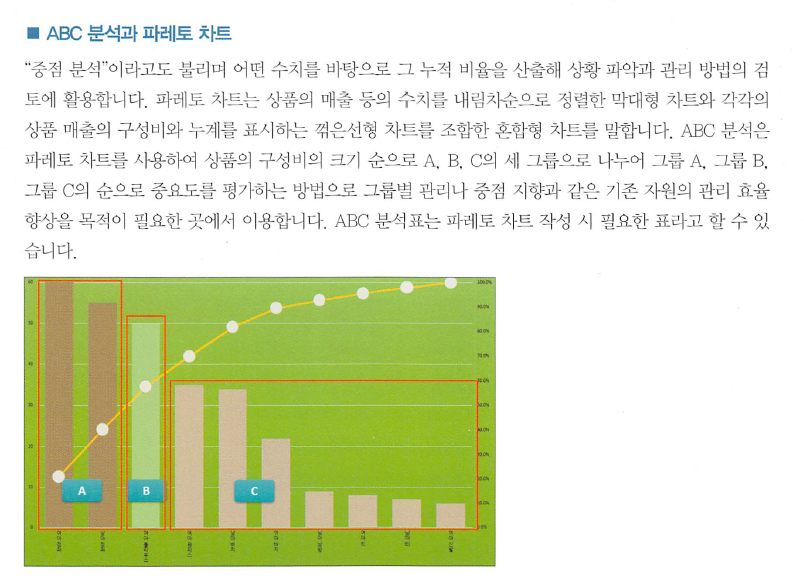 ■ ABC 분석과 파레토 차트
“중점 분석”이라고도 불리며 어떤 수치를 바탕으로 그 누적 비율을 산출해 상황 파악과 관리 방법의 검
토에 활용합니다. 파레토 차트는 상품의 매출 등의 수치를 내림차순으로 정렬한 막대형 차트와 각각의
상품 매출의 구성비와 누계를 표시하는 꺾은선형 차트를 조합한 혼합형 차트를 말합니다. ABC 분석은
파레토 차트를 사용하여 상품의 구성비의 크기 순으로 A, B, C의 세 그룹으로 나누어 그룹 A, 그룹 B,
그룹 C의 순으로 중요도를 평가하는 방법으로 그룹별 관리나 중점 지향과 같은 기존 자원의 관리 효율
향상을 목적이 필요한 곳에서 이용합니다. ABC 분석표는 파레토 차트 작성 시 필요한 표라고 할 수 있
습니다.
60 100.0%
90.0%
50 80.0%
70.0%
40
60.0%
30 50.0%
40.0%
20
10
A B C
0